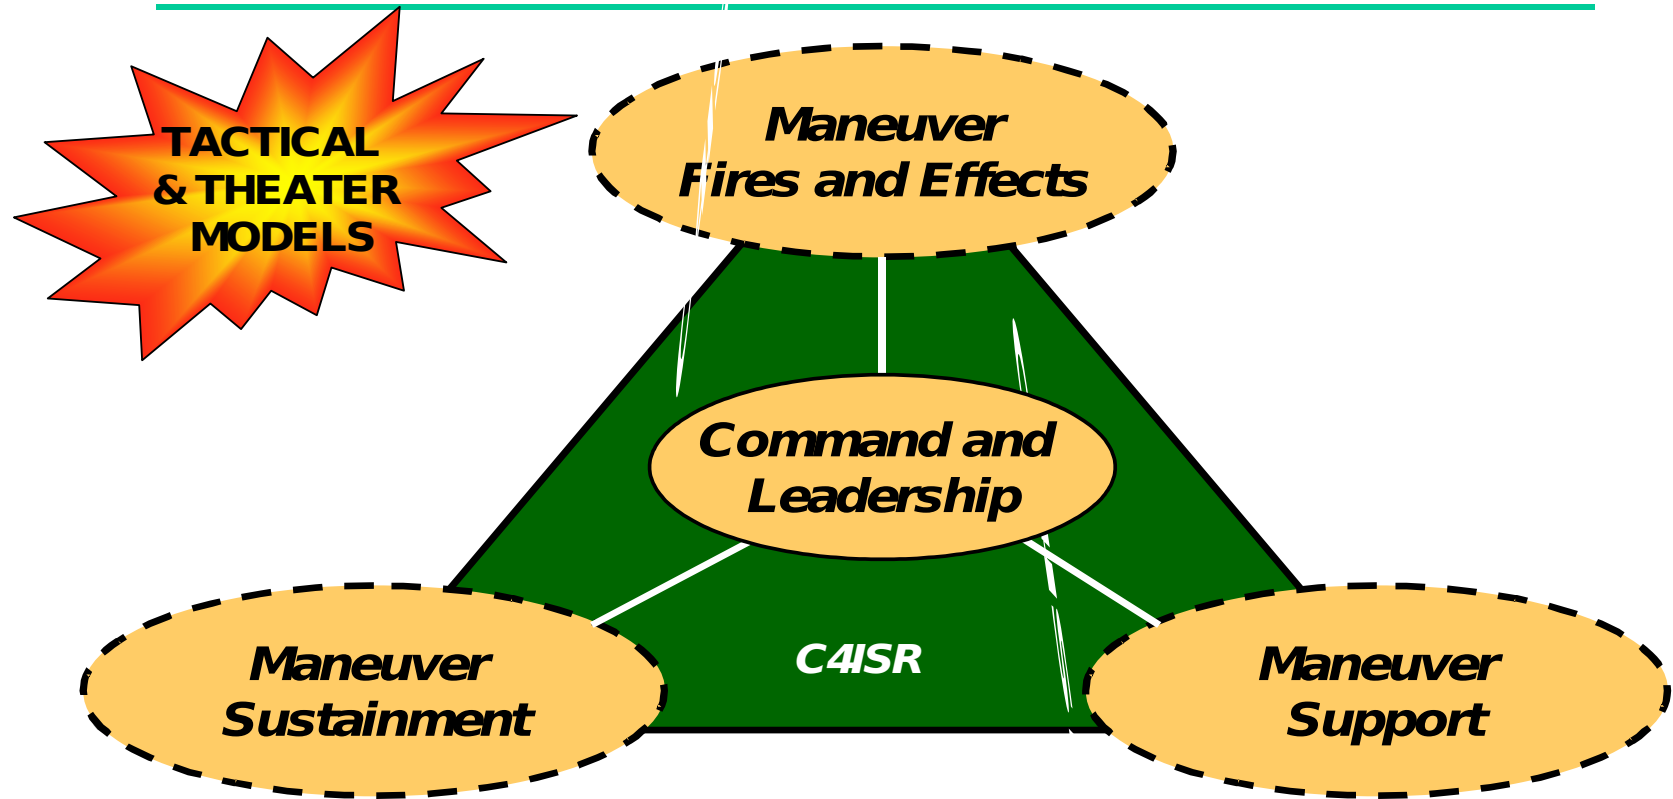 TACTICAL
& THEATER
MODELS
Maneuver
Fires and Effects
Command and
Leadership
Maneuver
Sustainment
C4ISR
Maneuver
Support